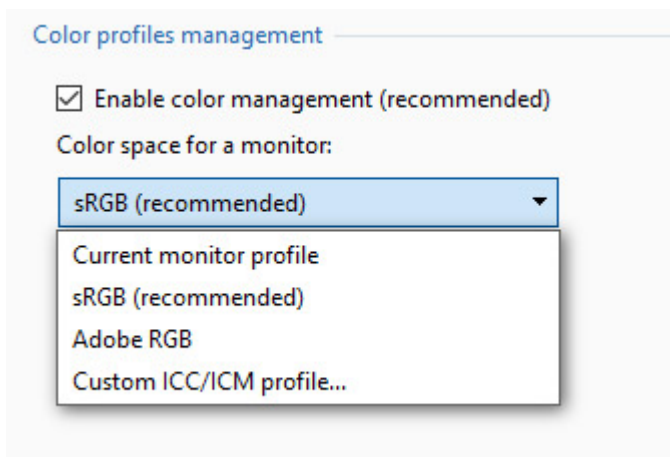 Color profiles management
Enable color management (recommended)
Color space for a monitor:
sRGB (recommended)
Current monitor profile
sRGB (recommended)
Adobe RGB
Custom ICC/ICM profile...